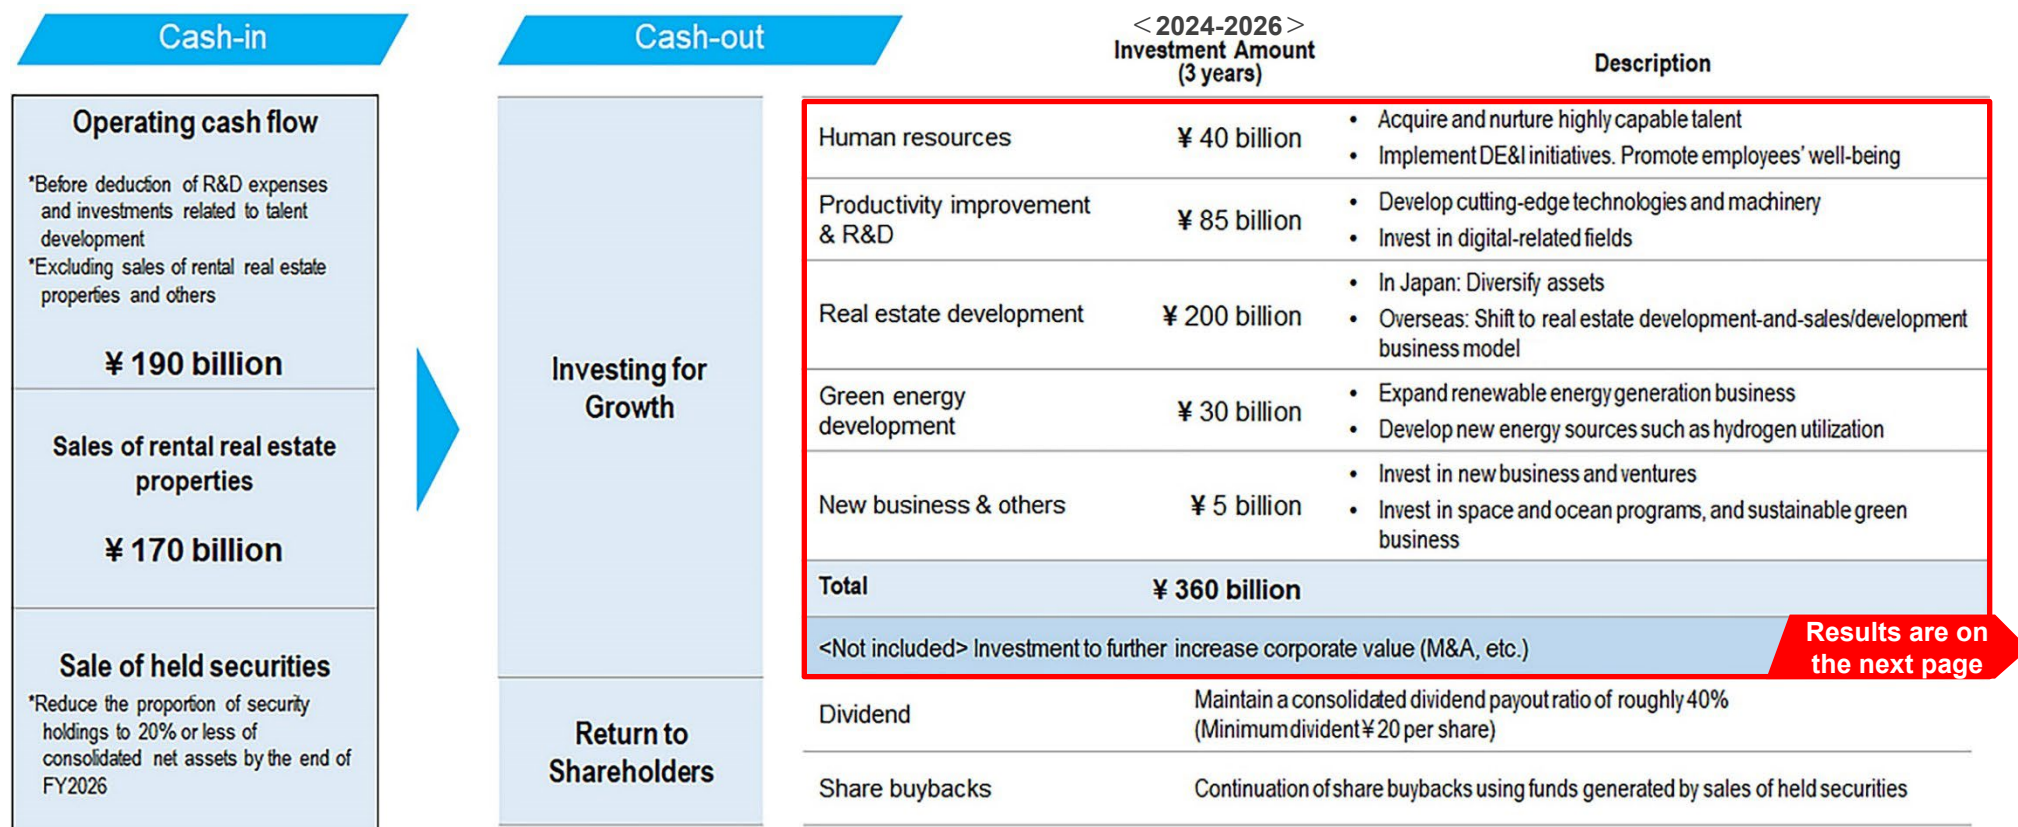 Cash-in
Operating cash flow
*Before deduction of R&D expenses
and investments related to talent
development
*Excluding sales of rental real estate
properties and others
¥ 190 billion
Sales of rental real estate
properties
¥ 170 billion
Sale of held securities
*Reduce the proportion of security
holdings to 20% or less of
consolidated net assets by the end of
FY2026
Cash-out
Investing for
Growth
Return to
Shareholders
＜2024-2026＞
Investment Amount
(3 years)
Description
Human resources
¥ 40 billion
• Acquire and nurture highly capable talent
• Implement DE&I initiatives. Promote employees' well-being
Productivity improvement
& R&D
¥ 85 billion
• Develop cutting-edge technologies and machinery
• Invest in digital-related fields
Real estate development
¥ 200 billion
• In Japan: Diversify assets
• Overseas: Shift to real estate development-and-sales/development
business model
Green energy
development
¥ 30 billion
• Expand renewable energy generation business
• Develop new energy sources such as hydrogen utilization
New business & others
¥ 5 billion
• Invest in new business and ventures
• Invest in space and ocean programs, and sustainable green
business
Total
¥ 360 billion
<Not included> Investment to further increase corporate value (M&A, etc.)
Results are on
the next page
Dividend
Maintain a consolidated dividend payout ratio of roughly 40%
(Minimum divident ¥ 20 per share)
Share buybacks
Continuation of share buybacks using funds generated by sales of held securities